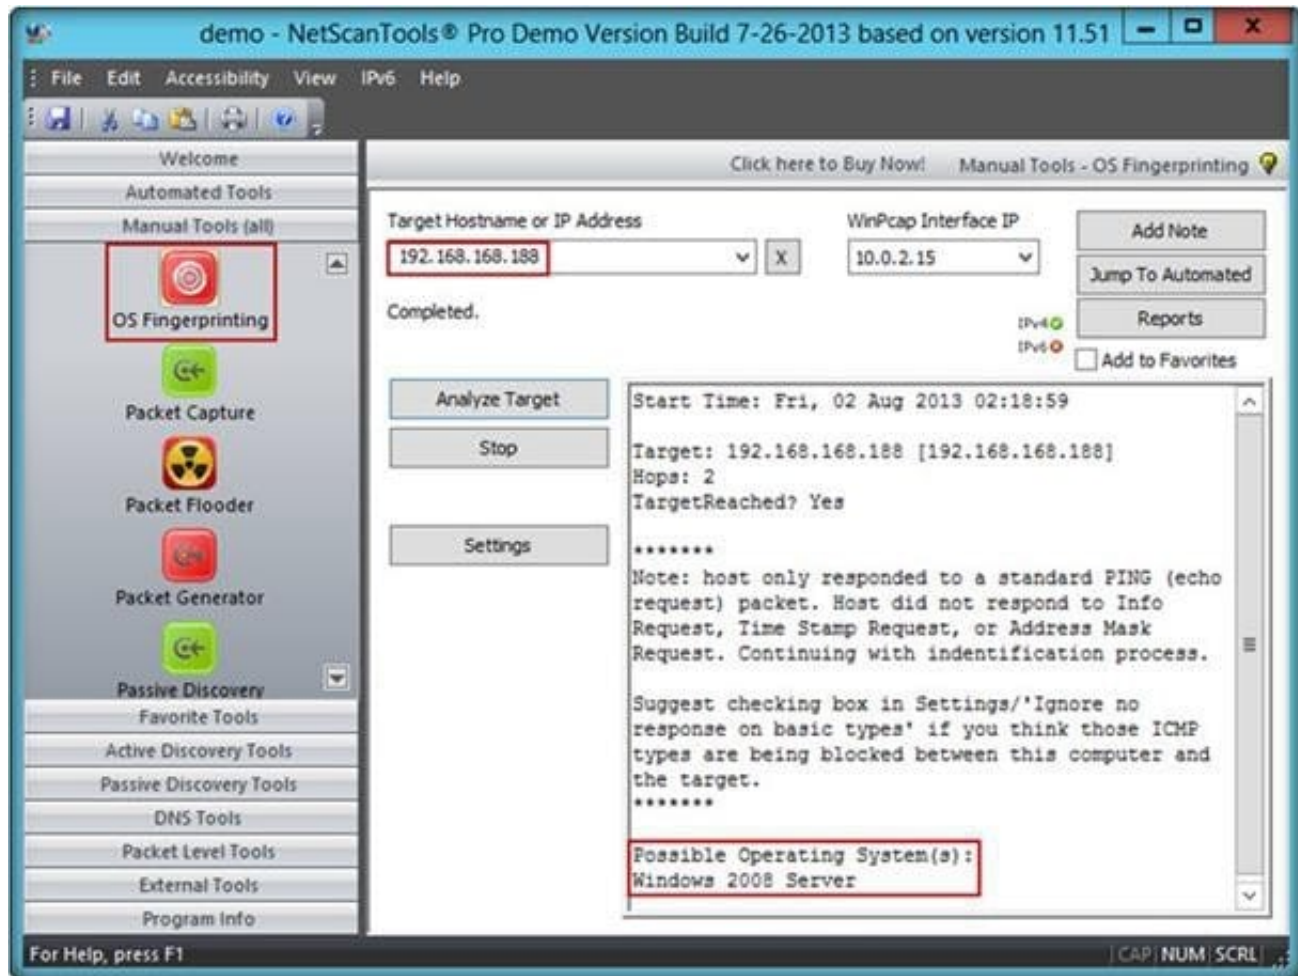 demo - NetScanTools® Pro Demo Version Build 7-26-2013 based on version 11.51
File Edit Accessibility View IPv6 Help
Welcome
Automated Tools
Manual Tools (all)
OS Fingerprinting
Packet Capture
Packet Flooder
Packet Generator
Passive Discovery
Favorite Tools
Active Discovery Tools
Passive Discovery Tools
DNS Tools
Packet Level Tools
External Tools
Program Info
Click here to Buy Now! Manual Tools - OS Fingerprinting
Target Hostname or IP Address
192.168.168.188
X
WinPcap Interface IP
10.0.2.15
Add Note
Jump To Automated
Reports
Add to Favorites
Completed.
IPv4
IPv6
Analyze Target
Stop
Settings
Start Time: Fri, 02 Aug 2013 02:18:59
Target: 192.168.168.188 [192.168.168.188]
Hops: 2
TargetReached? Yes
*******
Note: host only responded to a standard PING (echo
request) packet. Host did not respond to Info
Request, Time Stamp Request, or Address Mask
Request. Continuing with indentification process.
Suggest checking box in Settings/'Ignore no
response on basic types' if you think those ICMP
types are being blocked between this computer and
the target.
*******
Possible Operating System(s):
Windows 2008 Server
For Help, press F1
CAP NUM SCRL